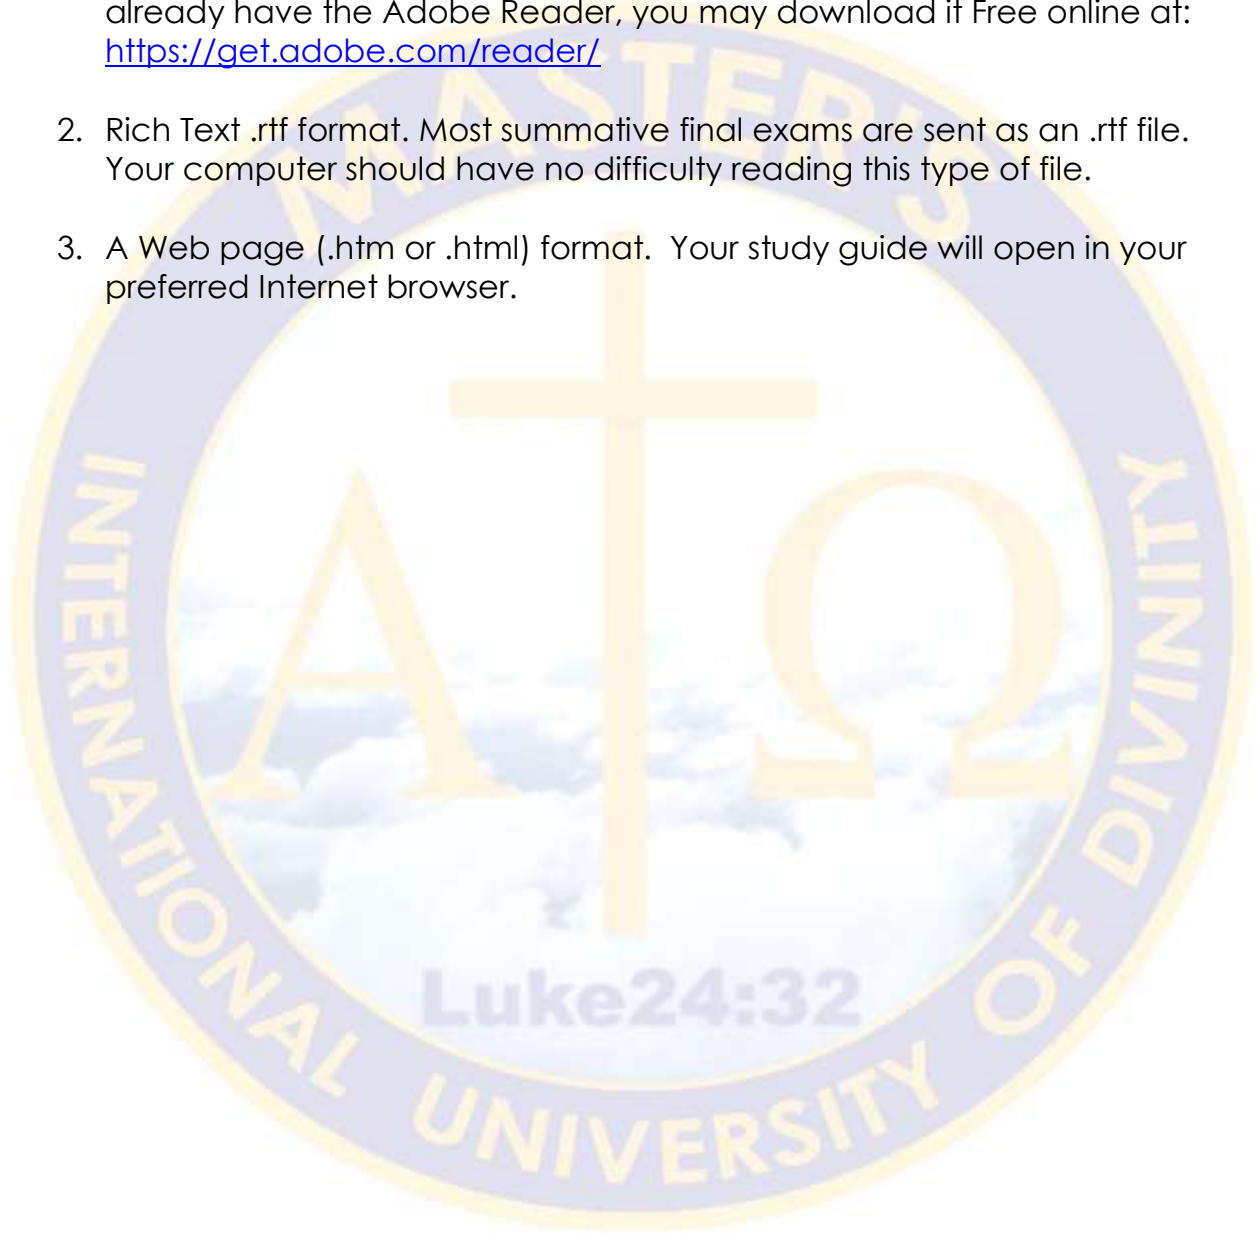 already have the Adobe Reader, you may download it Free online at:
https://get.adobe.com/reader/
2. Rich Text .rtf format. Most summative final exams are sent as an .rtf file.
Your computer should have no difficulty reading this type of file.
3. A Web page (.htm or .html) format.  Your study guide will open in your
preferred Internet browser.
MASTER'S
INTERNATIONAL UNIVERSITY OF DIVINITY
Α Ω
Luke24:32